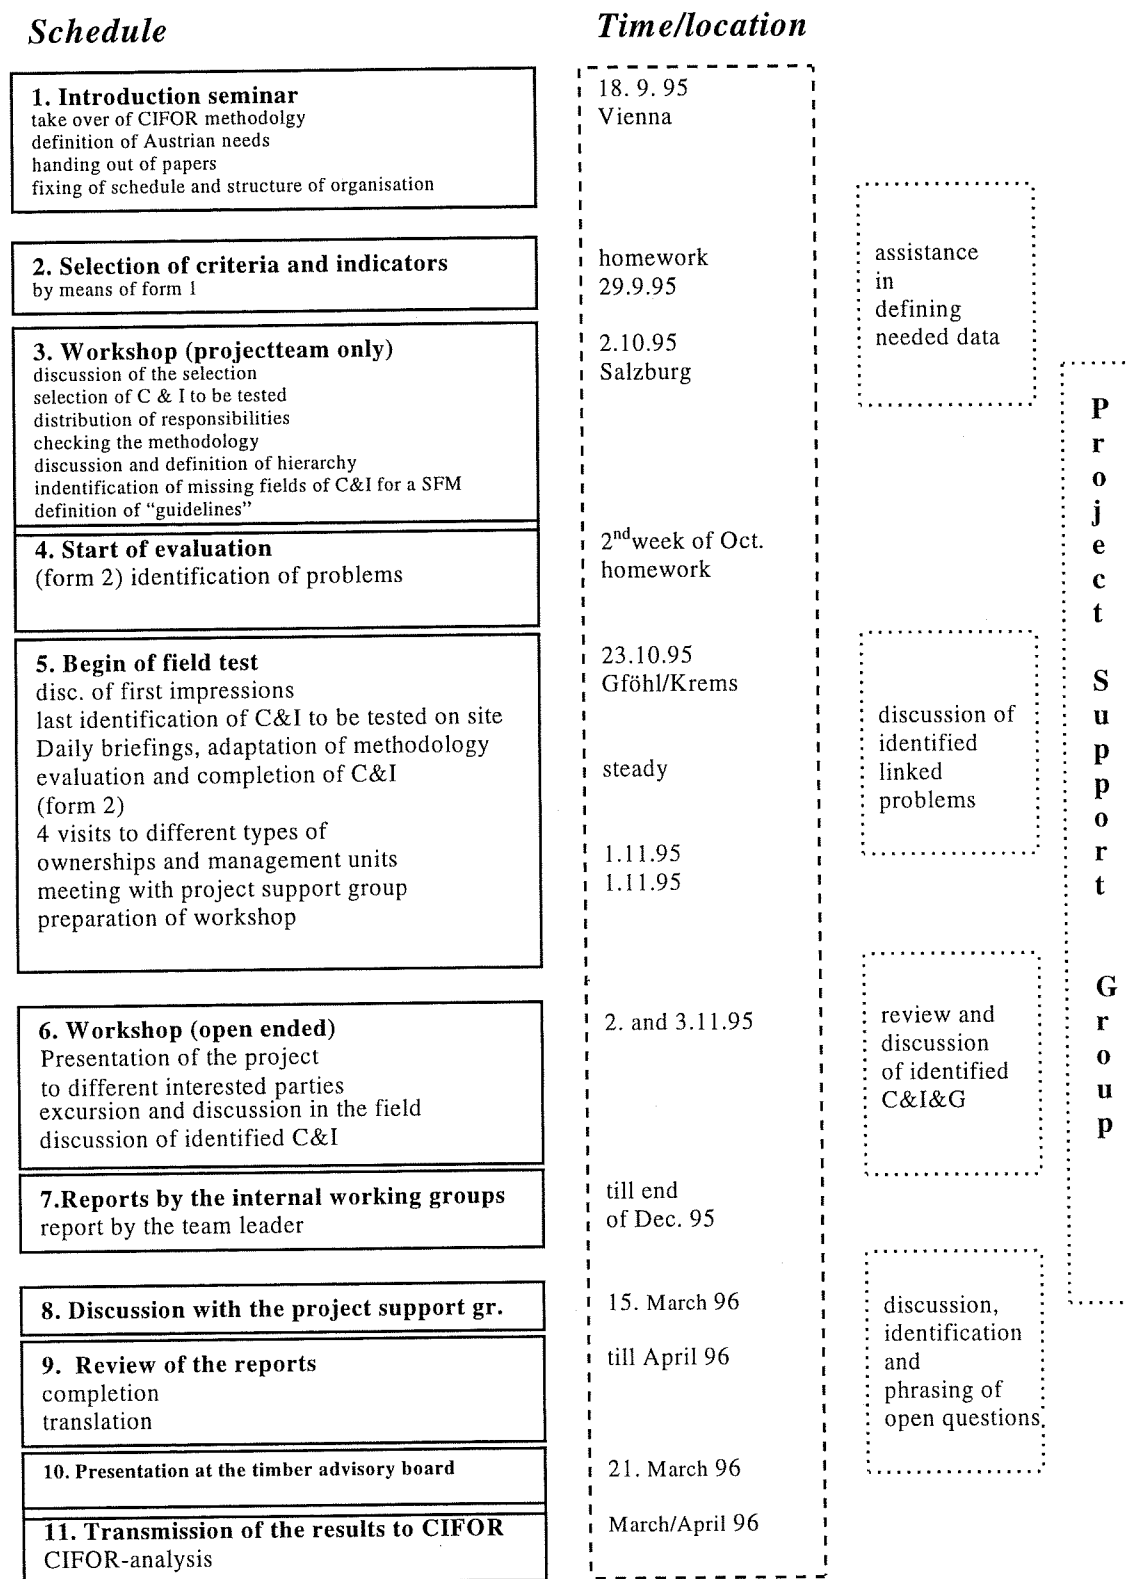 Schedule
Time/location
1. Introduction seminar
take over of CIFOR methodolgy
definition of Austrian needs
handing out of papers
fixing of schedule and structure of organisation
18. 9. 95
Vienna
2. Selection of criteria and indicators
by means of form 1
homework
29.9.95
3. Workshop (projectteam only)
discussion of the selection
selection of C & I to be tested
distribution of responsibilities
checking the methodology
discussion and definition of hierarchy
indentification of missing fields of C&I for a SFM
definition of "guidelines"
2.10.95
Salzburg
assistance
in
defining
needed data
4. Start of evaluation
(form 2) identification of problems
2nd week of Oct.
homework
5. Begin of field test
disc. of first impressions
last identification of C&I to be tested on site
Daily briefings, adaptation of methodology
evaluation and completion of C&I
(form 2)
4 visits to different types of
ownerships and management units
meeting with project support group
preparation of workshop
23.10.95
Gföhl/Krems
steady
1.11.95
1.11.95
discussion of
identified
linked
problems
6. Workshop (open ended)
Presentation of the project
to different interested parties
excursion and discussion in the field
discussion of identified C&I
2. and 3.11.95
review and
discussion
of identified
C&I&G
7.Reports by the internal working groups
report by the team leader
till end
of Dec. 95
8. Discussion with the project support gr.
15. March 96
9. Review of the reports
completion
translation
till April 96
discussion,
identification
and
phrasing of
open questions
10. Presentation at the timber advisory board
21. March 96
11. Transmission of the results to CIFOR
CIFOR-analysis
March/April 96
Project Support Group